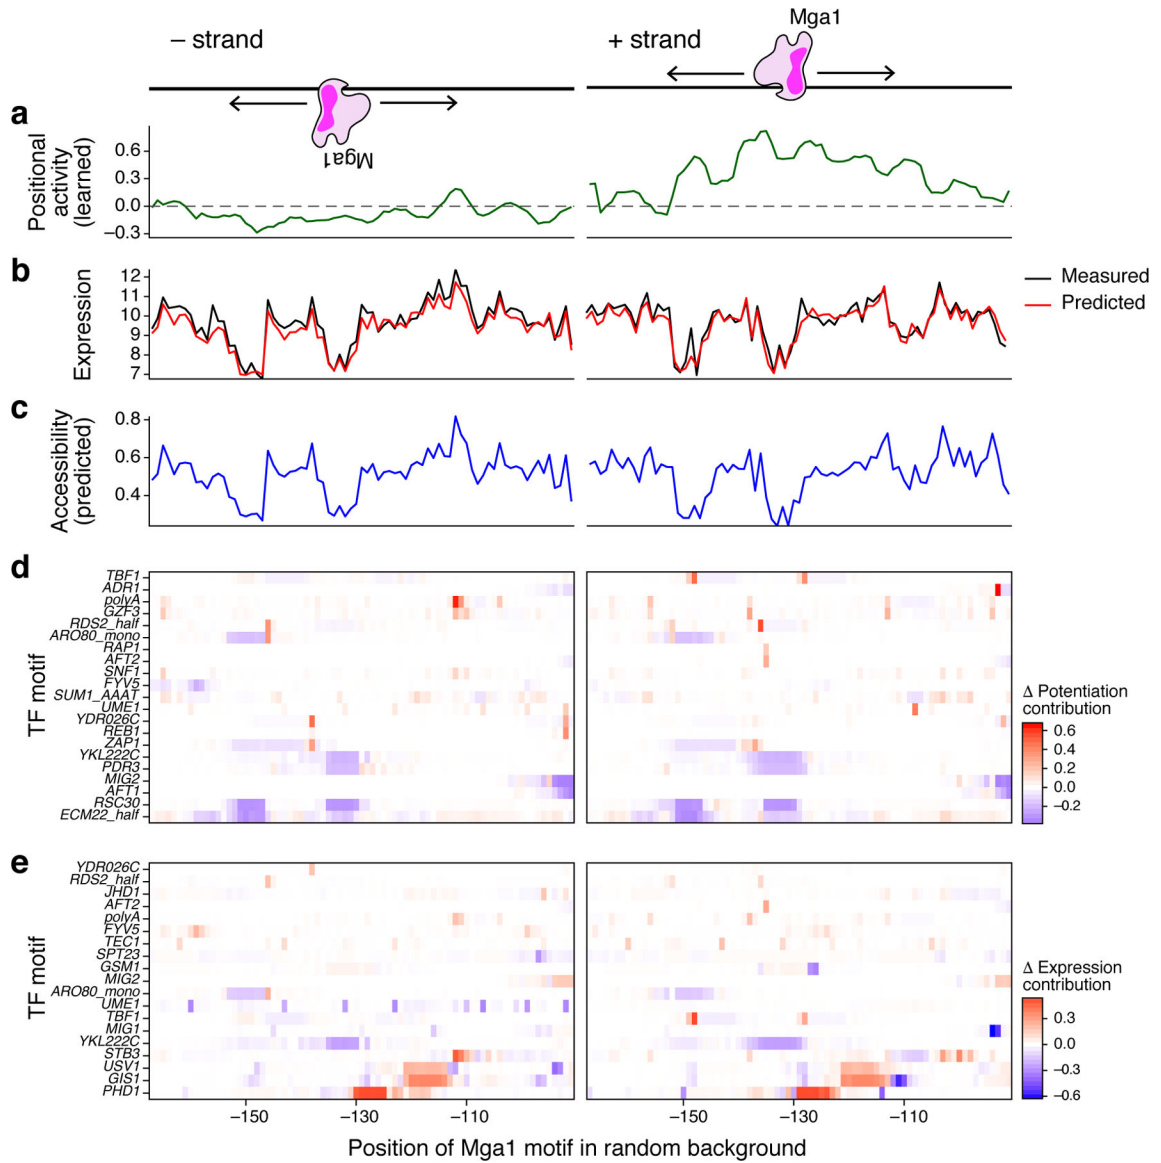 – strand
+ strand
Mga1
Mga1
a
Positional
activity
(learned)
0.6
0.3
0.0
–0.3
b
Expression
12
11
10
9
8
7
Measured
Predicted
c
Accessibility
(predicted)
0.8
0.6
0.4
d
TF motif
TBF1
ADR1
polyA
GZF3
RDS2_half
ARO80_mono
RAP1
AFT2
SNF1
FYV5
SUM1_AAAT
UME1
YDR026C
REB1
ZAP1
YKL222C
PDR3
MIG2
AFT1
RSC30
ECM22_half
Δ Potentiation
contribution
0.6
0.4
0.2
0.0
–0.2
e
TF motif
YDR026C
RDS2_half
JHD1
AFT2
polyA
FYV5
TEC1
SPT23
GSM1
MIG2
ARO80_mono
UME1
TBF1
MIG1
YKL222C
STB3
USV1
GIS1
PHD1
Δ Expression
contribution
0.3
0.0
–0.3
–0.6
–150 –130 –110 –150 –130 –110
Position of Mga1 motif in random background